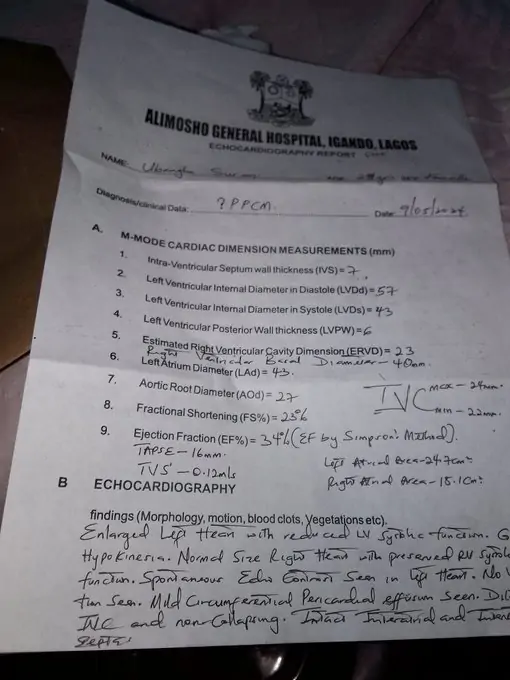 ALIMOSHO GENERAL HOSPITAL, IGANDO, LAGOS
ECHOCARDIOGRAPHY REPORT
NAME:
Diagnosis/clinical Data: ? PPCM. Date: 9/05/2024
A. M-MODE CARDIAC DIMENSION MEASUREMENTS (mm)
1. Intra-Ventricular Septum wall thickness (IVS) = 7
2. Left Ventricular Internal Diameter in Diastole (LVDd) = 57
3. Left Ventricular Internal Diameter in Systole (LVDs) = 43
4. Left Ventricular Posterior Wall thickness (LVPW) = 6
5. Estimated Right Ventricular Cavity Dimension (ERVD) = 23
Right Ventricular Basal Diameter - 40mm
6. Left Atrium Diameter (LAd) = 43.
7. Aortic Root Diameter (AOd) = 27
IVC max - 24mm
min - 22mm
8. Fractional Shortening (FS%) = 23%
9. Ejection Fraction (EF%) = 34% (EF by Simpson's Method).
TAPSE - 16mm. Left Atrial Area - 24.7cm²
TVS' - 0.12m/s Right Atrial Area - 15.1cm²
B ECHOCARDIOGRAPHY
findings (Morphology, motion, blood clots, Vegetations etc).
Enlarged Left Heart with reduced LV systolic function. G
Hypokinesia. Normal Size Right Heart with preserved RV Systol
function. Spontaneous Echo Contrast Seen in Left Heart. No
tion Seen. Mild Circumferential Pericardial effusion Seen. Dil
IVC and non-Collapsing. Intact Interatrial and Interven
Septa.